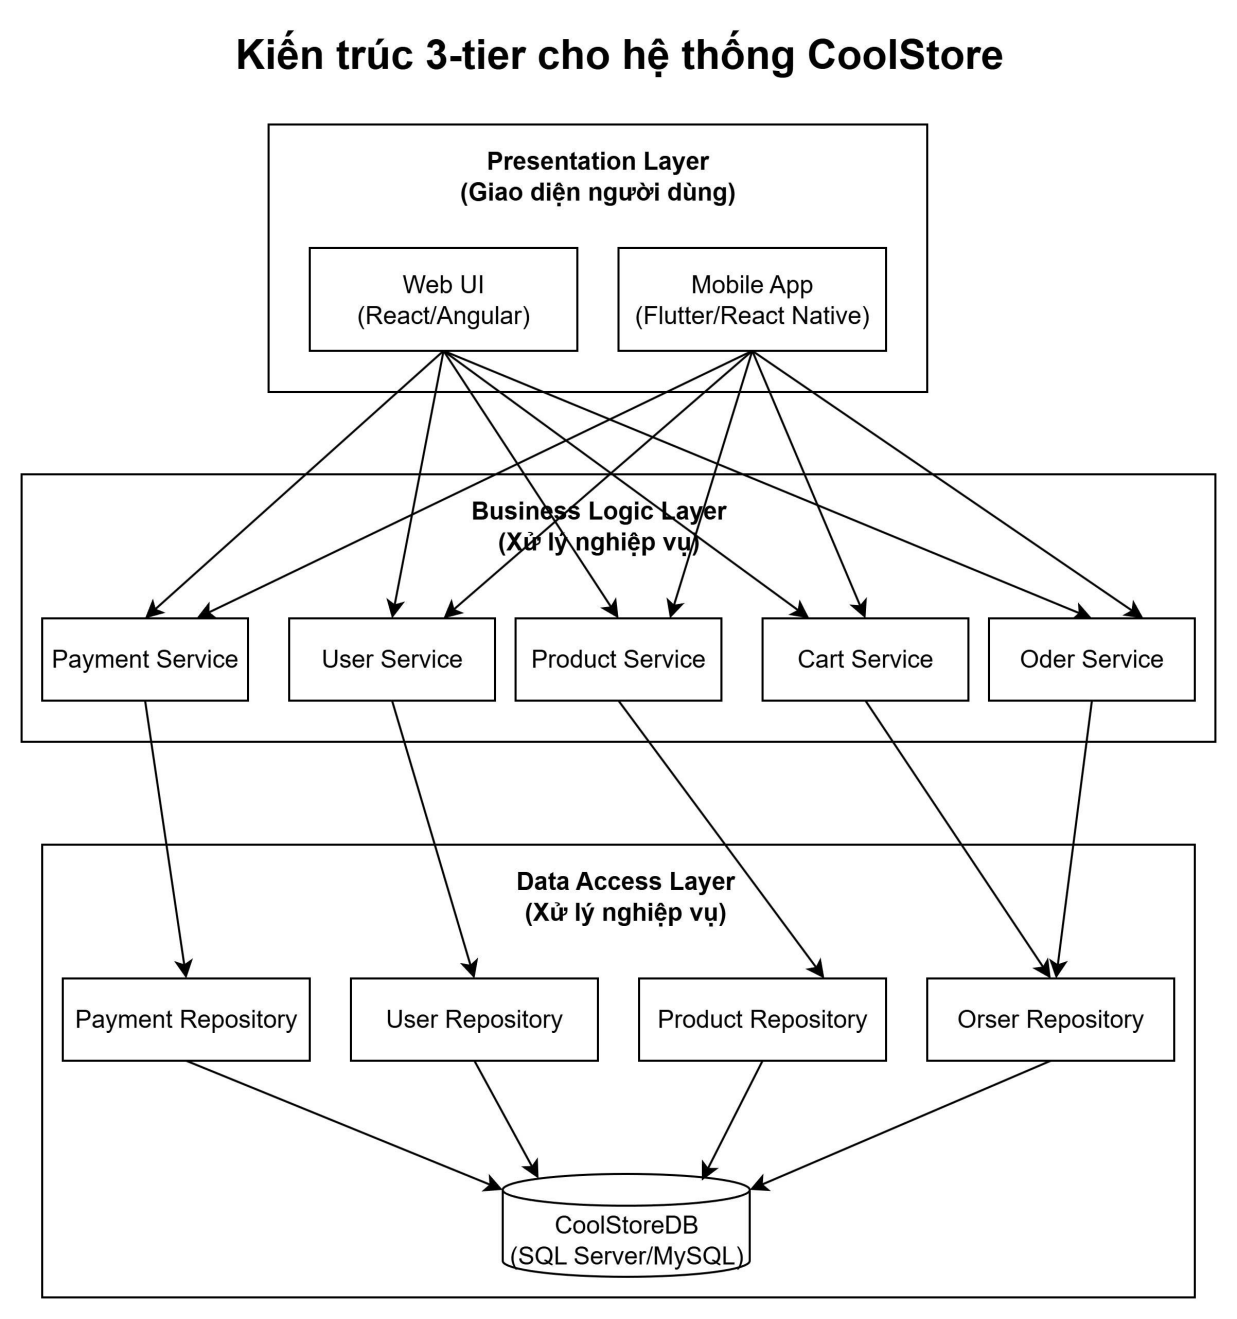 Kiến trúc 3-tier cho hệ thống CoolStore
Presentation Layer
(Giao diện người dùng)
Web UI
(React/Angular)
Mobile App
(Flutter/React Native)
Business Logic Layer
(Xử lý nghiệp vụ)
Payment Service
User Service
Product Service
Cart Service
Oder Service
Data Access Layer
(Xử lý nghiệp vụ)
Payment Repository
User Repository
Product Repository
Orser Repository
CoolStoreDB
(SQL Server/MySQL)